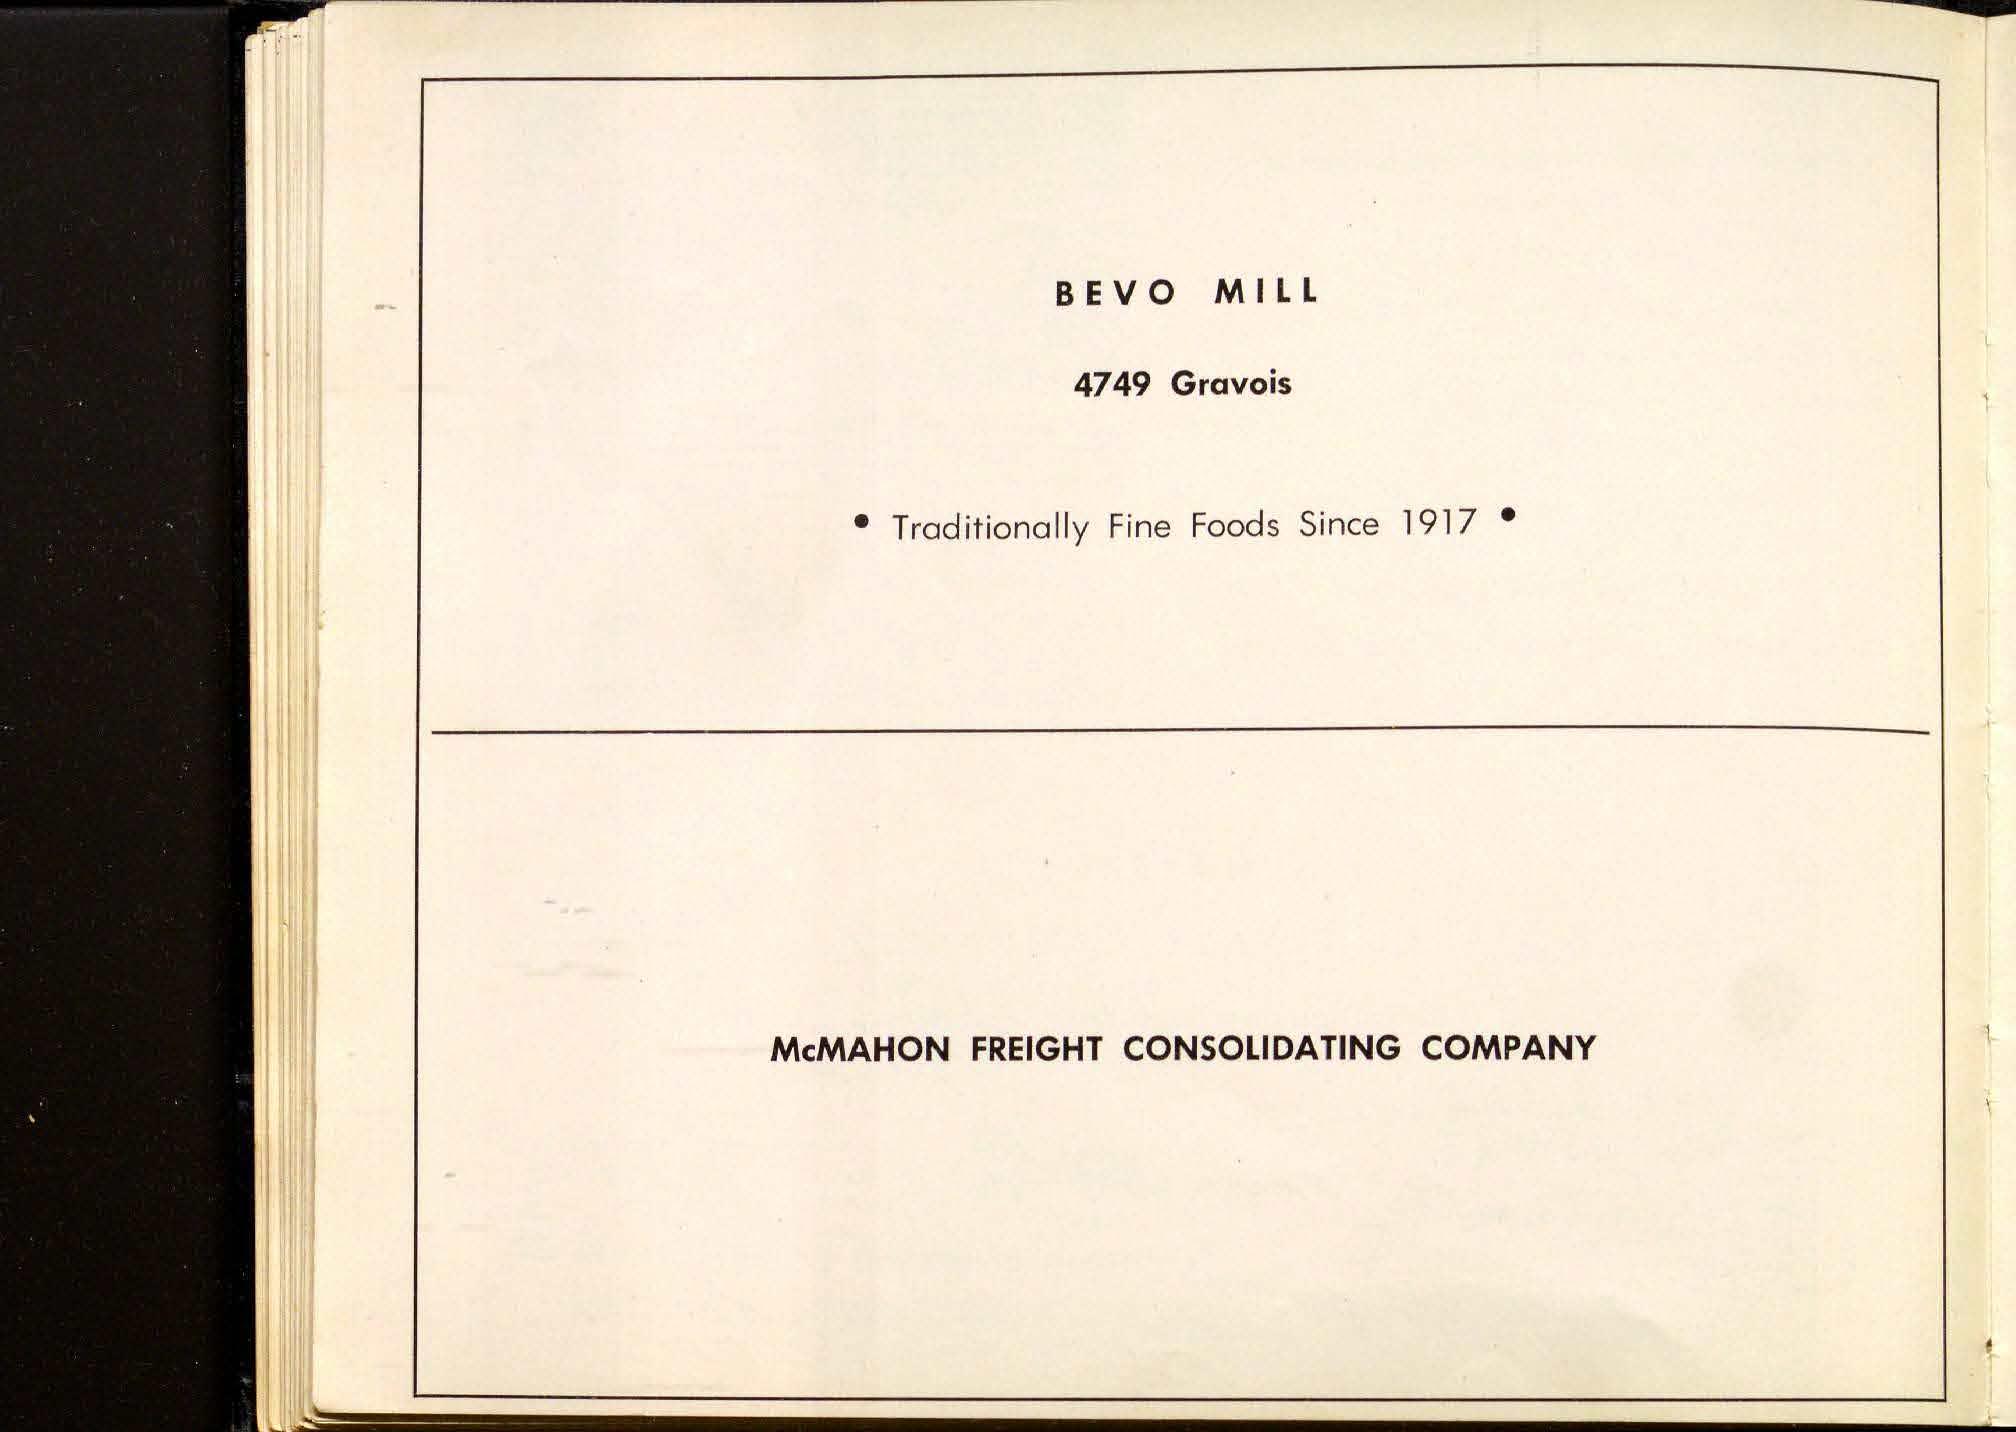 BEVO MILL
4749 Gravois
• Traditionally Fine Foods Since 1917 •
McMAHON FREIGHT CONSOLIDATING COMPANY